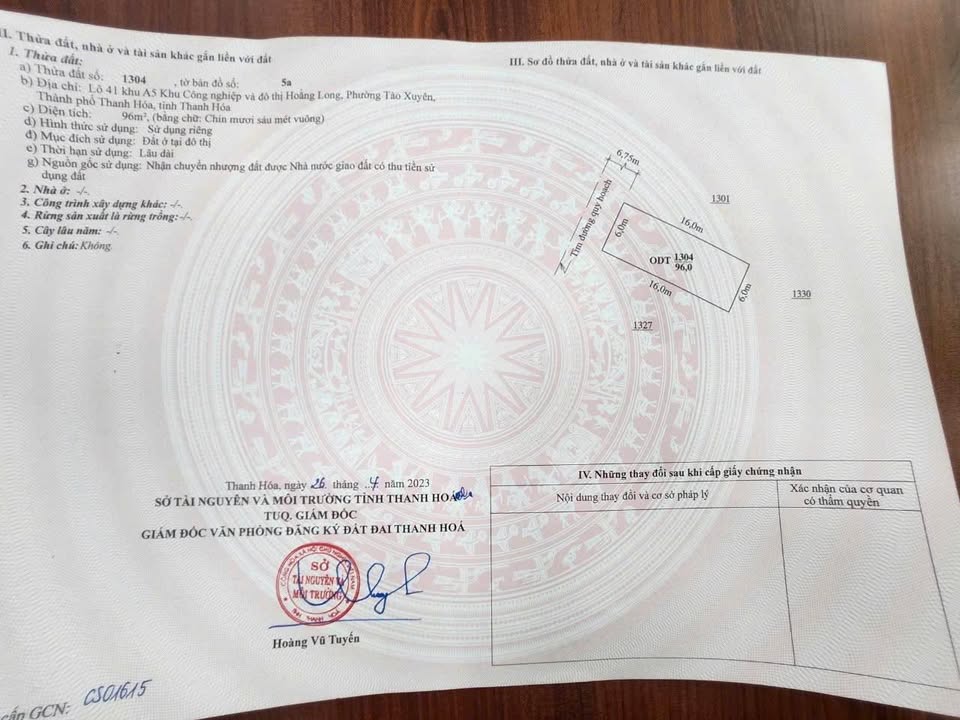 II. Thửa đất, nhà ở và tài sản khác gắn liền với đất
1. Thửa đất:
a) Thửa đất số: 1304 , tờ bản đồ số: 5a
b) Địa chỉ: Lô 41 khu A5 Khu Công nghiệp và đô thị Hoằng Long, Phường Tào Xuyên,
Thành phố Thanh Hóa, tỉnh Thanh Hóa
c) Diện tích: 96m², (bằng chữ: Chín mươi sáu mét vuông)
d) Hình thức sử dụng: Sử dụng riêng
đ) Mục đích sử dụng: Đất ở tại đô thị
e) Thời hạn sử dụng: Lâu dài
g) Nguồn gốc sử dụng: Nhận chuyển nhượng đất được Nhà nước giao đất có thu tiền sử
dụng đất
2. Nhà ở: -/-.
3. Công trình xây dựng khác: -/-.
4. Rừng sản xuất là rừng trồng:-/-.
5. Cây lâu năm: -/-.
6. Ghi chú: Không.
III. Sơ đồ thửa đất, nhà ở và tài sản khác gắn liền với đất
6,75m
Tim đường quy hoạch
1301
6,0m
16,0m
ODT 1304
96,0
16,0m
6,0m
1330
1327
Thanh Hóa, ngày 26 tháng 4 năm 2023
SỞ TÀI NGUYÊN VÀ MÔI TRƯỜNG TỈNH THANH HOÁ
TUQ. GIÁM ĐỐC
GIÁM ĐỐC VĂN PHÒNG ĐĂNG KÝ ĐẤT ĐAI THANH HOÁ
SỞ
TÀI NGUYÊN VÀ
MÔI TRƯỜNG
Hoàng Vũ Tuyến
IV. Những thay đổi sau khi cấp giấy chứng nhận
Nội dung thay đổi và cơ sở pháp lý
Xác nhận của cơ quan
có thẩm quyền
cấp GCN: CS01615